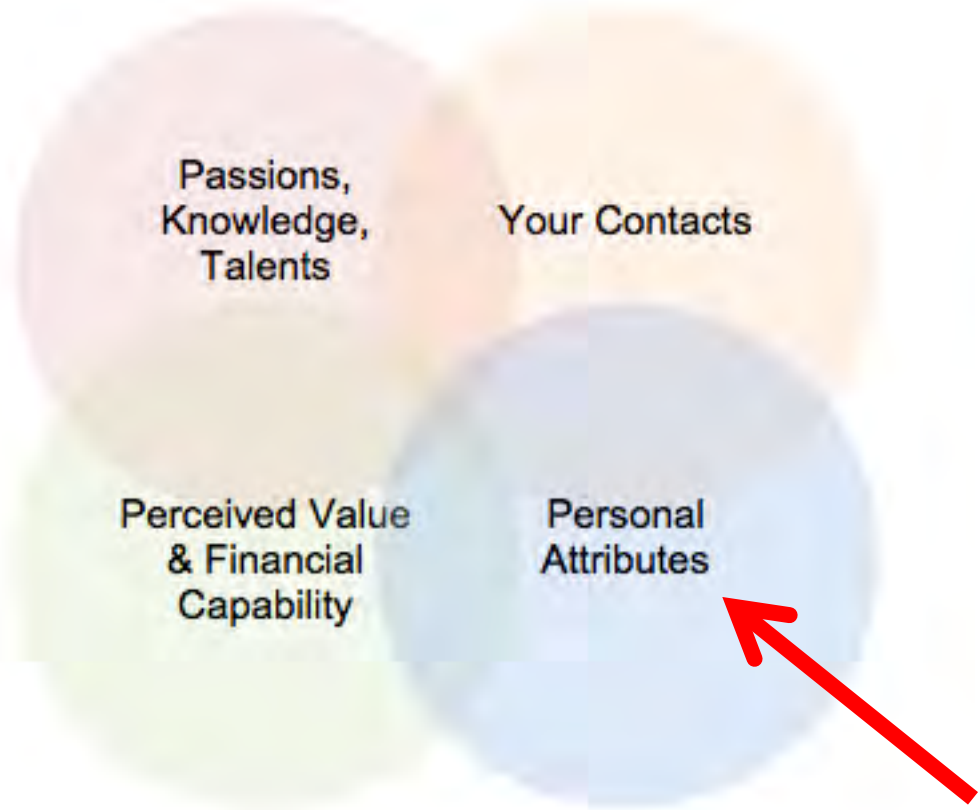 Passions,
Knowledge,
Talents
Your Contacts
Perceived Value
& Financial
Capability
Personal
Attributes